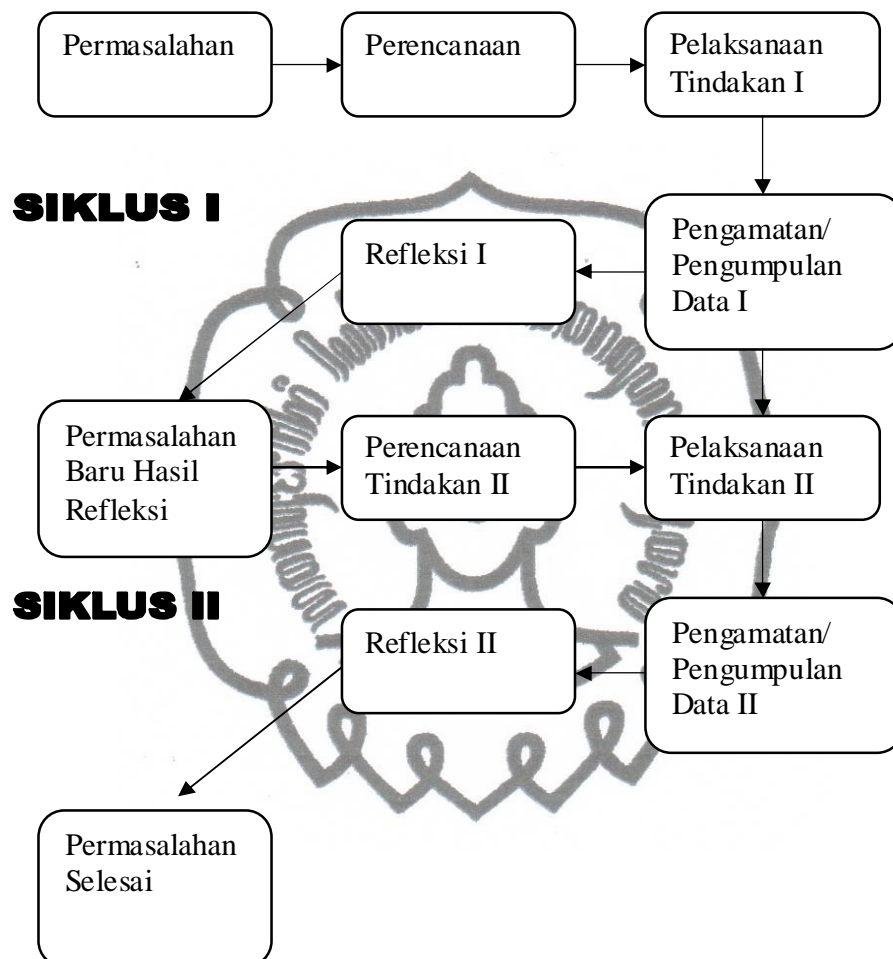 Permasalahan
Perencanaan
Pelaksanaan
Tindakan I
SIKLUS I
Refleksi I
Pengamatan/
Pengumpulan
Data I
Permasalahan
Baru Hasil
Refleksi
Perencanaan
Tindakan II
Pelaksanaan
Tindakan II
SIKLUS II
Refleksi II
Pengamatan/
Pengumpulan
Data II
Permasalahan
Selesai